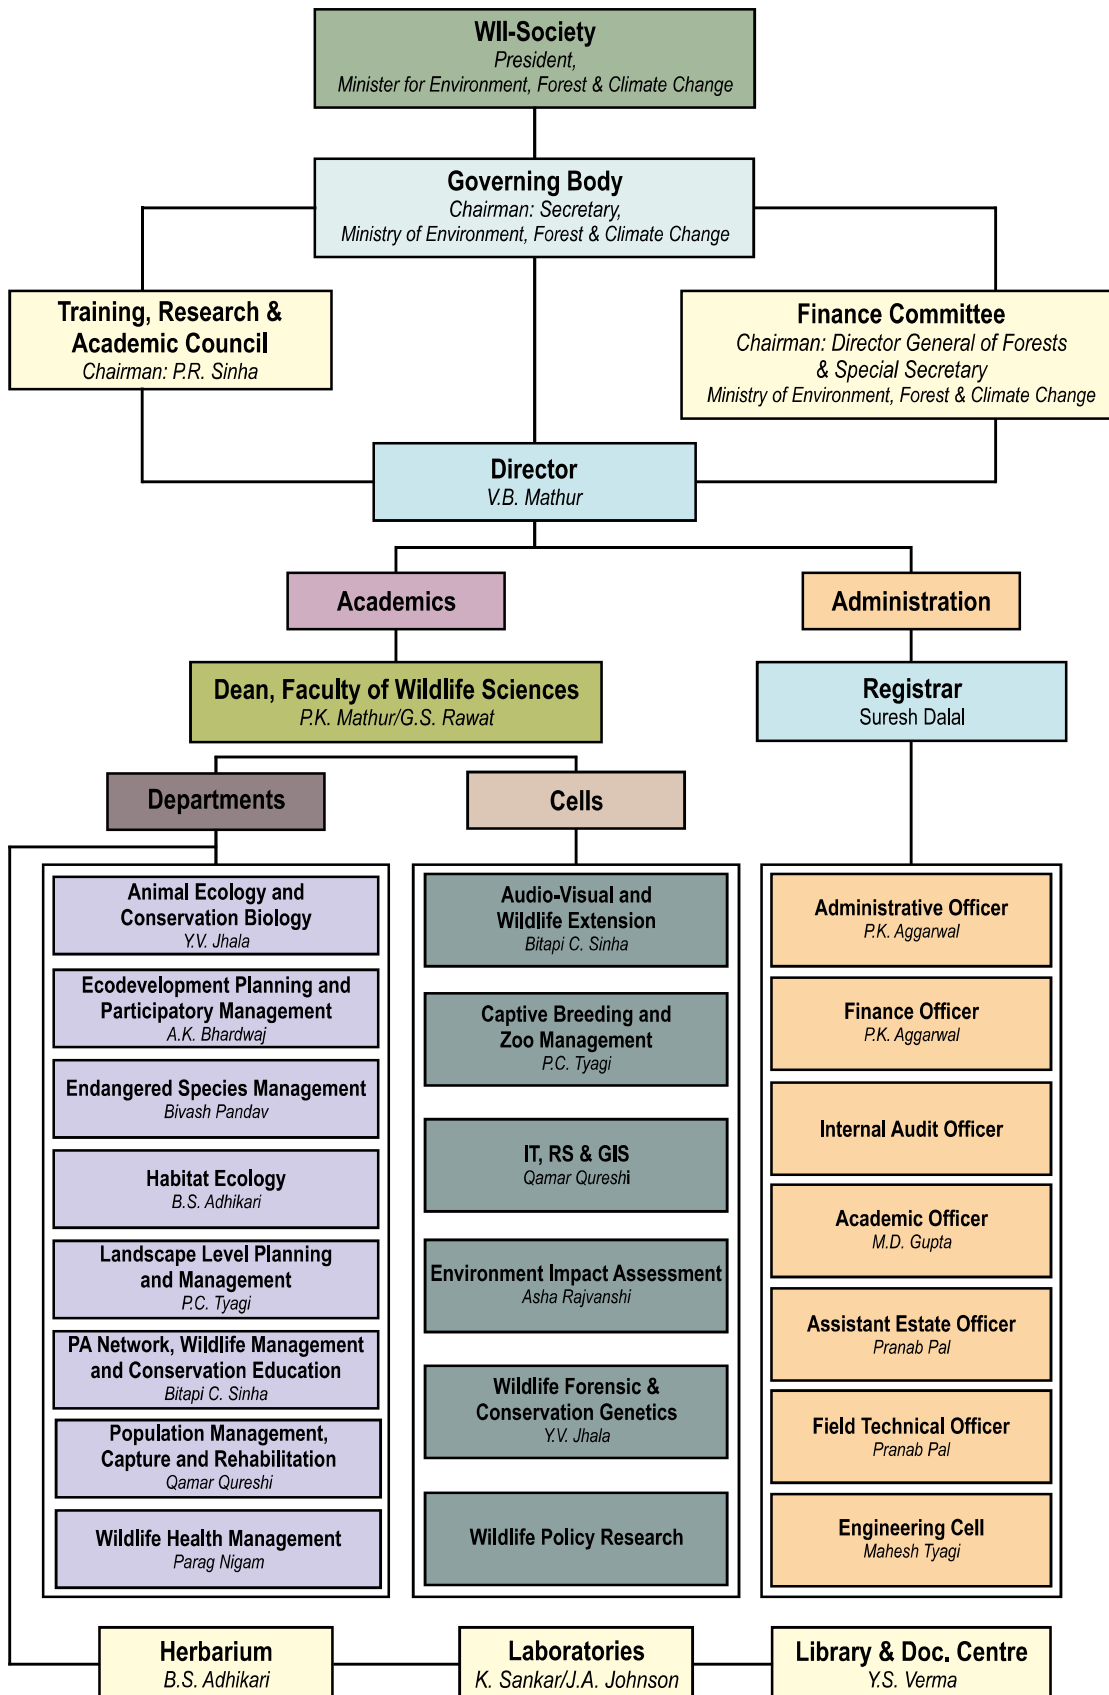 WII-Society
President,
Minister for Environment, Forest & Climate Change
Governing Body
Chairman: Secretary,
Ministry of Environment, Forest & Climate Change
Training, Research &
Academic Council
Chairman: P.R. Sinha
Finance Committee
Chairman: Director General of Forests
& Special Secretary
Ministry of Environment, Forest & Climate Change
Director
V.B. Mathur
Academics
Administration
Dean, Faculty of Wildlife Sciences
P.K. Mathur/G.S. Rawat
Registrar
Suresh Dalal
Departments
Cells
Animal Ecology and
Conservation Biology
Y.V. Jhala
Ecodevelopment Planning and
Participatory Management
A.K. Bhardwaj
Endangered Species Management
Bivash Pandav
Habitat Ecology
B.S. Adhikari
Landscape Level Planning
and Management
P.C. Tyagi
PA Network, Wildlife Management
and Conservation Education
Bitapi C. Sinha
Population Management,
Capture and Rehabilitation
Qamar Qureshi
Wildlife Health Management
Parag Nigam
Audio-Visual and
Wildlife Extension
Bitapi C. Sinha
Captive Breeding and
Zoo Management
P.C. Tyagi
IT, RS & GIS
Qamar Qureshi
Environment Impact Assessment
Asha Rajvanshi
Wildlife Forensic &
Conservation Genetics
Y.V. Jhala
Wildlife Policy Research
Administrative Officer
P.K. Aggarwal
Finance Officer
P.K. Aggarwal
Internal Audit Officer
Academic Officer
M.D. Gupta
Assistant Estate Officer
Pranab Pal
Field Technical Officer
Pranab Pal
Engineering Cell
Mahesh Tyagi
Herbarium
B.S. Adhikari
Laboratories
K. Sankar/J.A. Johnson
Library & Doc. Centre
Y.S. Verma